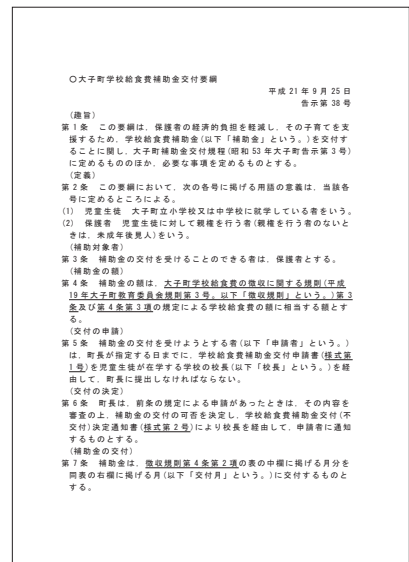 ○大子町学校給食費補助金交付要綱
平成21年9月25日
告示第38号
(趣旨)
第1条　この要綱は、保護者の経済的負担を軽減し、その子育てを支
援するため、学校給食費補助金(以下「補助金」という。)を交付す
ることに関し、大子町補助金交付規程(昭和53年大子町告示第3号)
に定めるもののほか、必要な事項を定めるものとする。
(定義)
第2条　この要綱において、次の各号に掲げる用語の意義は、当該各
号に定めるところによる。
(1)　児童生徒　大子町立小学校又は中学校に就学している者をいう。
(2)　保護者　児童生徒に対して親権を行う者(親権を行う者のないと
きは、未成年後見人)をいう。
(補助対象者)
第3条　補助金の交付を受けることのできる者は、保護者とする。
(補助金の額)
第4条　補助金の額は、大子町学校給食費の徴収に関する規則(平成
19年大子町教育委員会規則第3号。以下「徴収規則」という。)第3
条及び第4条第3項の規定による学校給食費の額に相当する額とす
る。
(交付の申請)
第5条　補助金の交付を受けようとする者(以下「申請者」という。)
は、町長が指定する日までに、学校給食費補助金交付申請書(様式第
1号)を児童生徒が在学する学校の校長(以下「校長」という。)を経
由して、町長に提出しなければならない。
(交付の決定)
第6条　町長は、前条の規定による申請があったときは、その内容を
審査の上、補助金の交付の可否を決定し、学校給食費補助金交付(不
交付)決定通知書(様式第2号)により校長を経由して、申請者に通知
するものとする。
(補助金の交付)
第7条　補助金は、徴収規則第4条第2項の表の中欄に掲げる月分を
同表の右欄に掲げる月(以下「交付月」という。)に交付するものと
する。